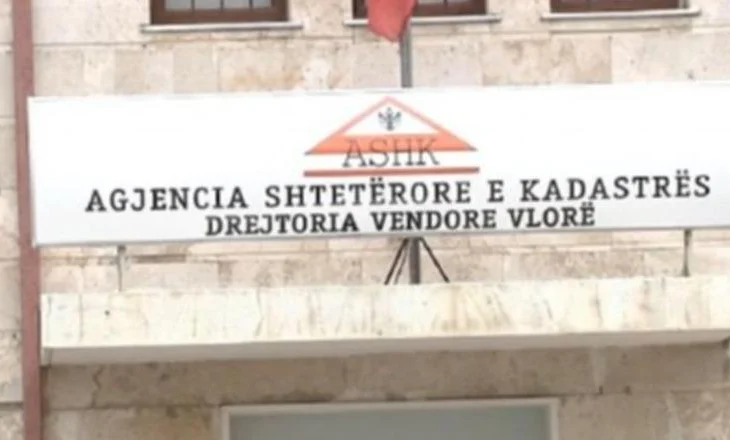 ASHK
AGJENCIA SHTETËRORE E KADASTRËS
DREJTORIA VENDORE VLORË